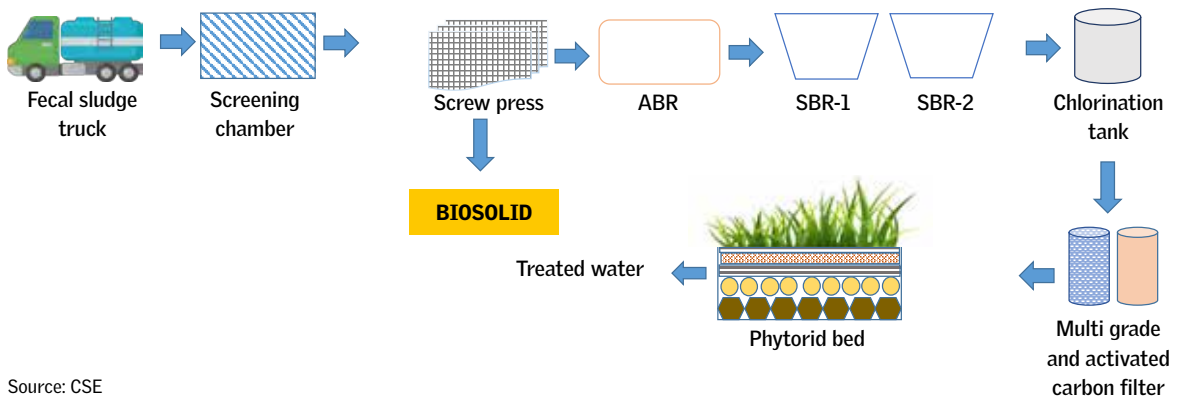 Fecal sludge
truck
Screening
chamber
Screw press
ABR
SBR-1
SBR-2
Chlorination
tank
BIOSOLID
Treated water
Phytorid bed
Multi grade
and activated
carbon filter
Source: CSE